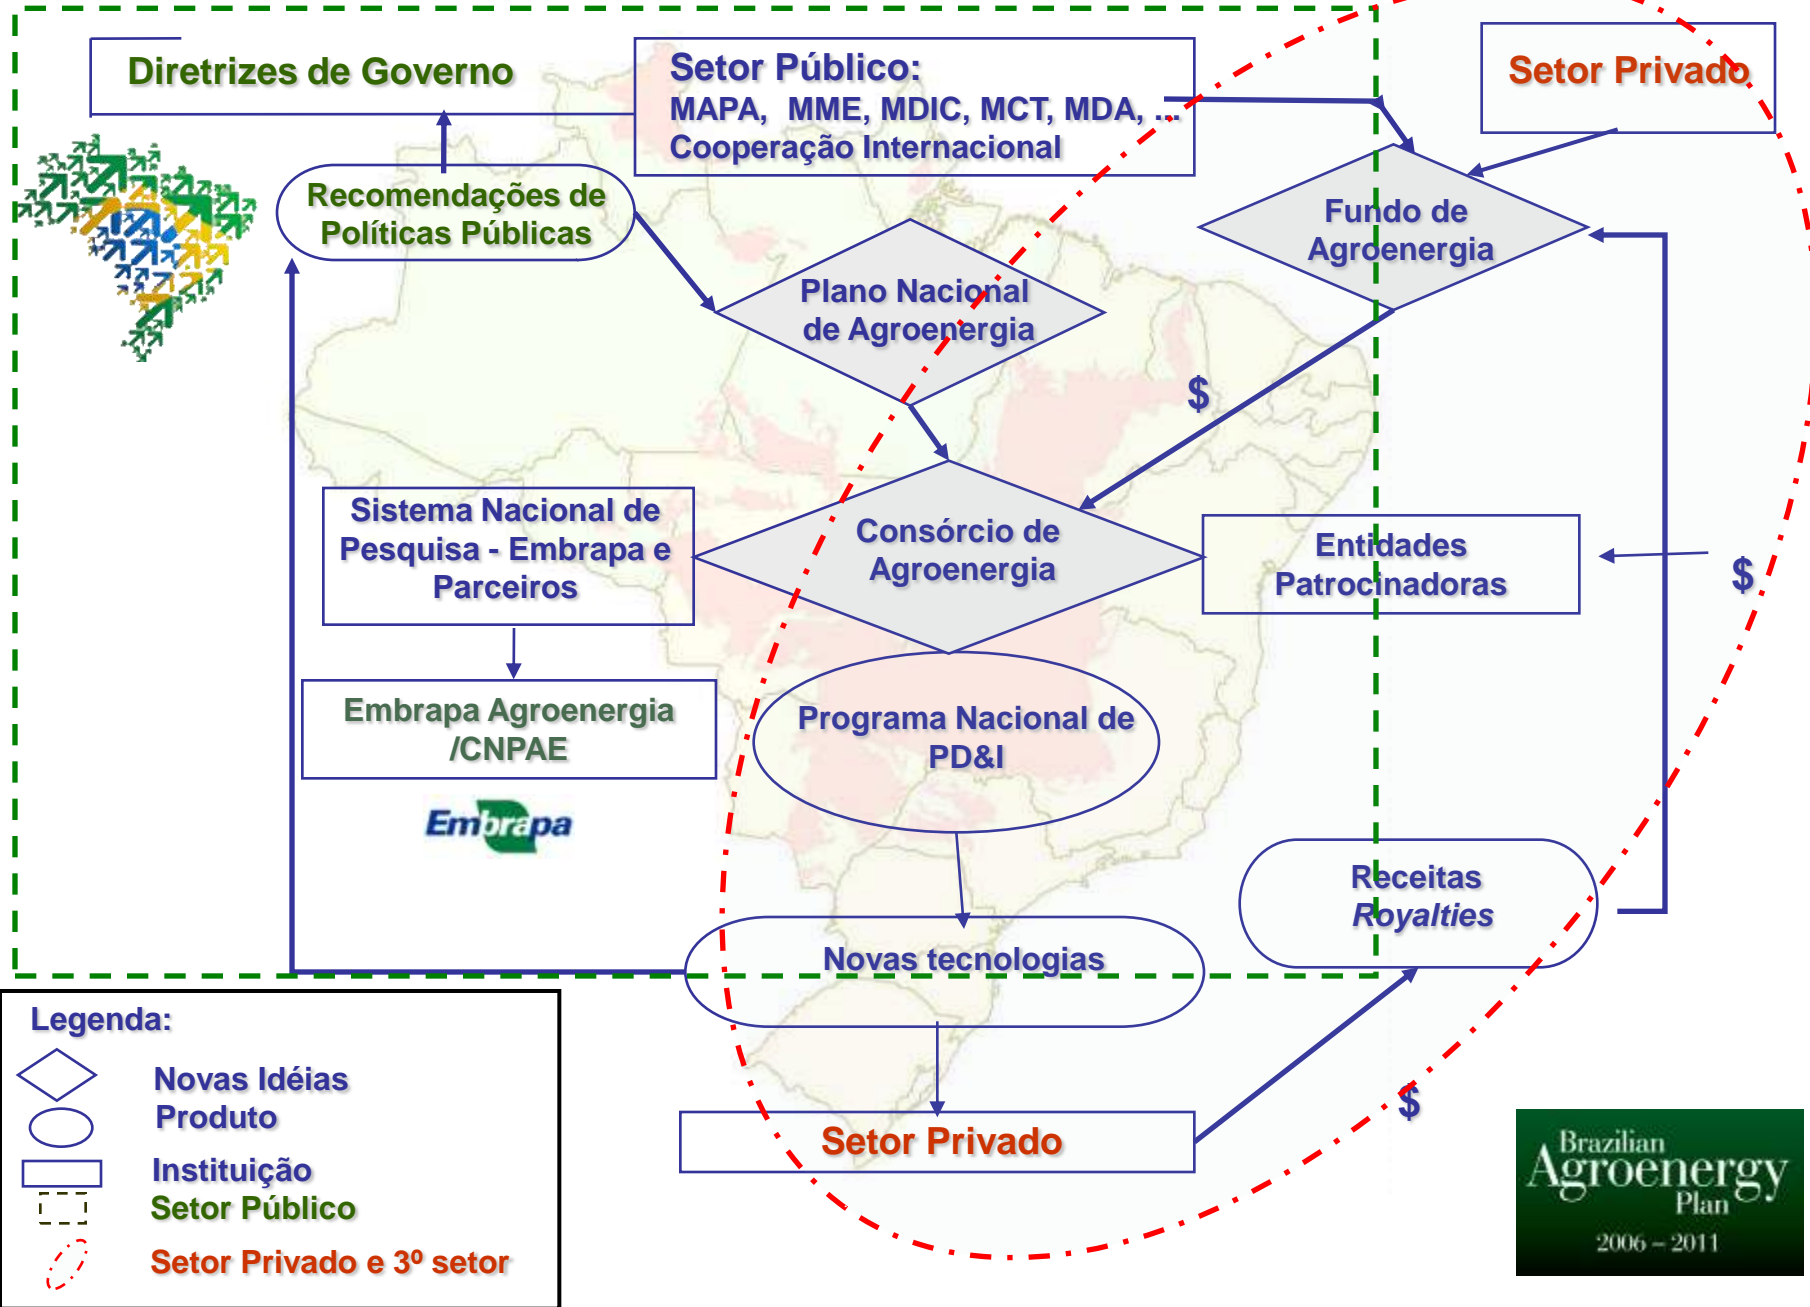 Diretrizes de Governo
Setor Público:
MAPA, MME, MDIC, MCT, MDA, ...
Cooperação Internacional
Setor Privado
Recomendações de
Políticas Públicas
Fundo de
Agroenergia
Plano Nacional
de Agroenergia
$
Sistema Nacional de
Pesquisa - Embrapa e
Parceiros
Consórcio de
Agroenergia
Entidades
Patrocinadoras
$
Embrapa Agroenergia
/CNPAE
Embrapa
Programa Nacional de
PD&I
Receitas
Royalties
Novas tecnologias
Setor Privado
$
Legenda:
Novas Idéias
Produto
Instituição
Setor Público
Setor Privado e 3º setor
Brazilian
Agroenergy
Plan
2006 – 2011